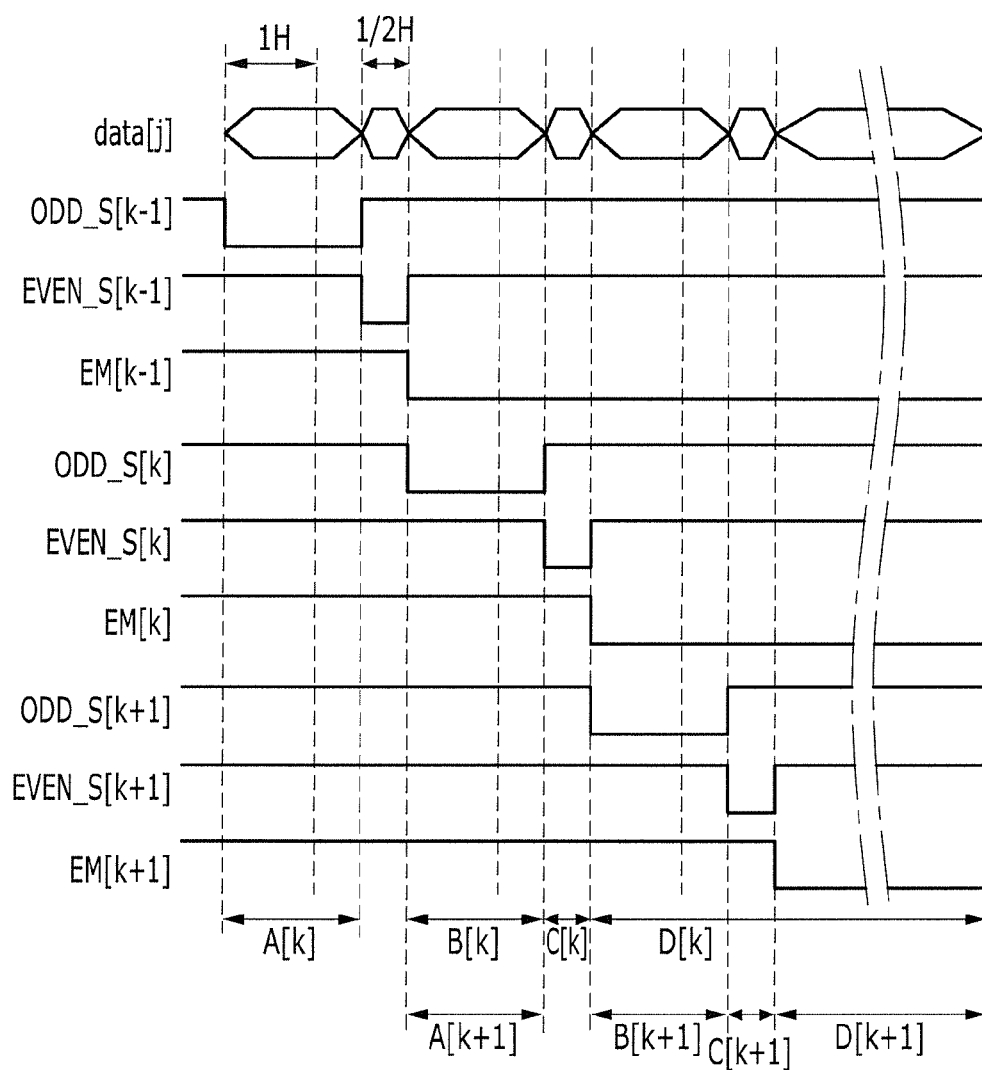 1H
1/2H
data[j]
ODD_S[k-1]
EVEN_S[k-1]
EM[k-1]
ODD_S[k]
EVEN_S[k]
EM[k]
ODD_S[k+1]
EVEN_S[k+1]
EM[k+1]
A[k]
B[k]
C[k]
D[k]
A[k+1]
B[k+1]
C[k+1]
D[k+1]